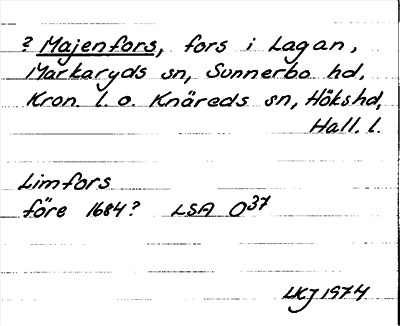 ? Majenfors, fors i Lagan,
Markaryds sn, Sunnerbo hd,
Kron. l. o. Knäreds sn, Hökshd,
Hall. l.
Limfors
före 1684? LSA O37
LKJ 1974